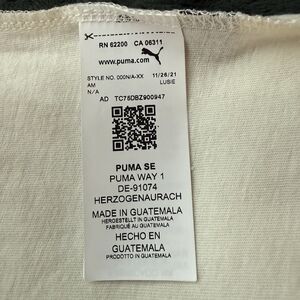 RN 62200 CA 06311
www.puma.com
STYLE NO. 000N/A-XX 11/26/21
AM LUSIE
N/A
AD TC75DBZ900947
PUMA SE
PUMA WAY 1
DE-91074
HERZOGENAURACH
MADE IN GUATEMALA
HERGESTELLT IN GUATEMALA
FABRIQUÉ AU GUATEMALA
HECHO EN
GUATEMALA
PRODOTTO IN GUATEMALA